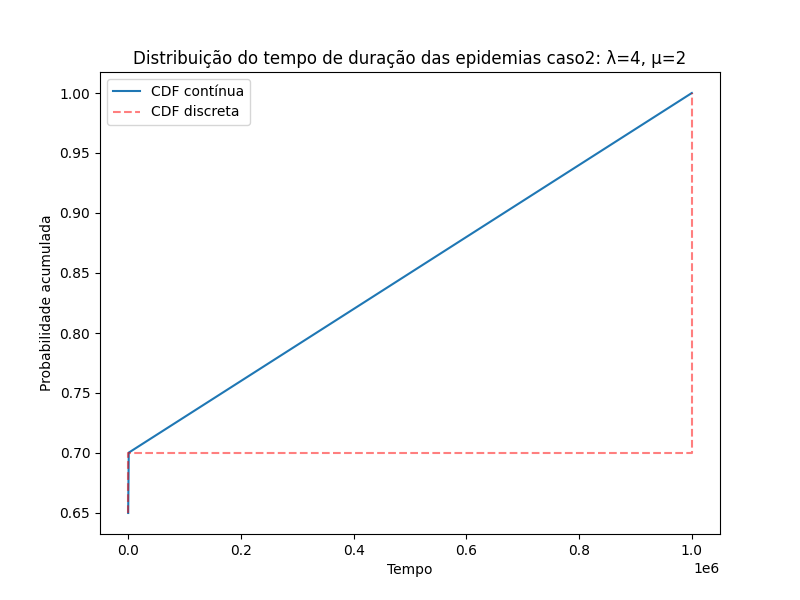 Distribuição do tempo de duração das epidemias caso2: λ=4, μ=2
CDF contínua
CDF discreta
Probabilidade acumulada
1.00
0.95
0.90
0.85
0.80
0.75
0.70
0.65
0.0 0.2 0.4 0.6 0.8 1.0
1e6
Tempo